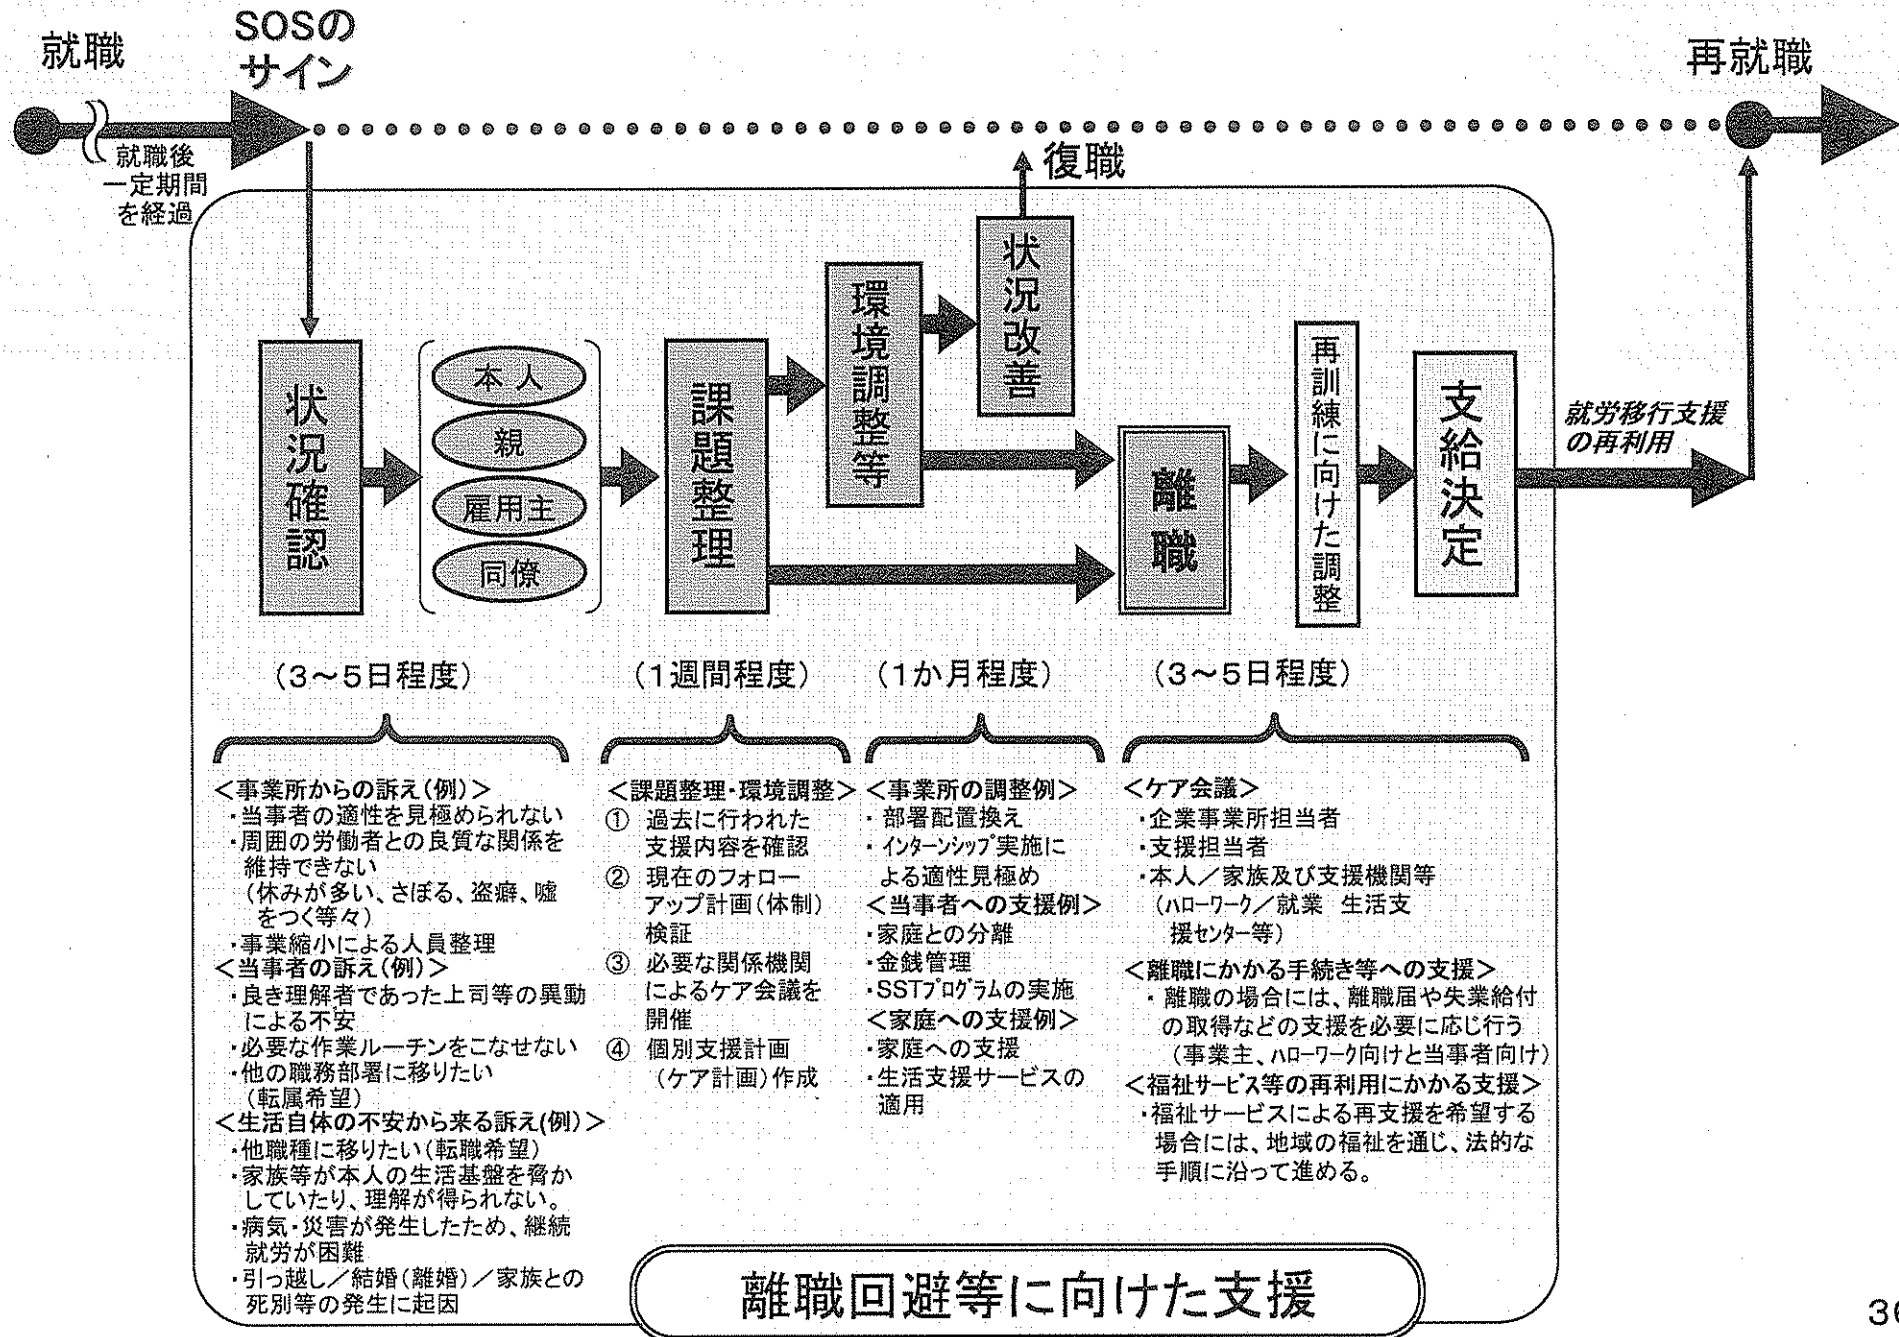 就職
SOSの
サイン
再就職
就職後
一定期間
を経過
復職
状況確認
本人
親
雇用主
同僚
課題整理
環境調整等
状況改善
離職
再訓練に向けた調整
支給決定
就労移行支援
の再利用
(3～5日程度)
(1週間程度)
(1か月程度)
(3～5日程度)
＜事業所からの訴え(例)＞
・当事者の適性を見極められない
・周囲の労働者との良質な関係を
維持できない
(休みが多い、さぼる、盗癖、嘘
をつく等々)
・事業縮小による人員整理
＜当事者の訴え(例)＞
・良き理解者であった上司等の異動
による不安
・必要な作業ルーチンをこなせない
・他の職務部署に移りたい
(転属希望)
＜生活自体の不安から来る訴え(例)＞
・他職種に移りたい(転職希望)
・家族等が本人の生活基盤を脅か
していたり、理解が得られない。
・病気・災害が発生したため、継続
就労が困難
・引っ越し／結婚(離婚)／家族との
死別等の発生に起因
＜課題整理・環境調整＞
① 過去に行われた
支援内容を確認
② 現在のフォロー
アップ計画(体制)
検証
③ 必要な関係機関
によるケア会議を
開催
④ 個別支援計画
(ケア計画)作成
＜事業所の調整例＞
・部署配置換え
・ｲﾝﾀｰﾝｼｯﾌﾟ実施に
よる適性見極め
＜当事者への支援例＞
・家庭との分離
・金銭管理
・SSTﾌﾟﾛｸﾞﾗﾑの実施
＜家庭への支援例＞
・家庭への支援
・生活支援サービスの
適用
＜ケア会議＞
・企業事業所担当者
・支援担当者
・本人／家族及び支援機関等
(ﾊﾛｰﾜｰｸ／就業 生活支
援ｾﾝﾀｰ等)
＜離職にかかる手続き等への支援＞
・離職の場合には、離職届や失業給付
の取得などの支援を必要に応じ行う
(事業主、ﾊﾛｰﾜｰｸ向けと当事者向け)
＜福祉ｻｰﾋﾞｽ等の再利用にかかる支援＞
・福祉サービスによる再支援を希望する
場合には、地域の福祉を通じ、法的な
手順に沿って進める。
離職回避等に向けた支援